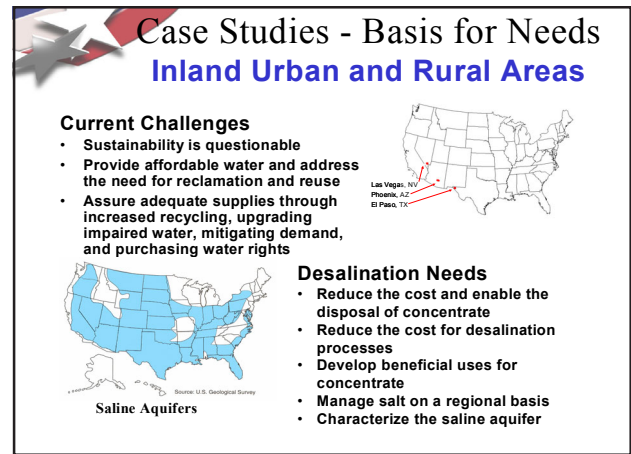 Case Studies - Basis for Needs
Inland Urban and Rural Areas
Current Challenges
• Sustainability is questionable
• Provide affordable water and address
the need for reclamation and reuse
• Assure adequate supplies through
increased recycling, upgrading
impaired water, mitigating demand,
and purchasing water rights
Las Vegas, NV
Phoenix, AZ
El Paso, TX
Source: U.S. Geological Survey
Saline Aquifers
Desalination Needs
• Reduce the cost and enable the
disposal of concentrate
• Reduce the cost for desalination
processes
• Develop beneficial uses for
concentrate
• Manage salt on a regional basis
• Characterize the saline aquifer